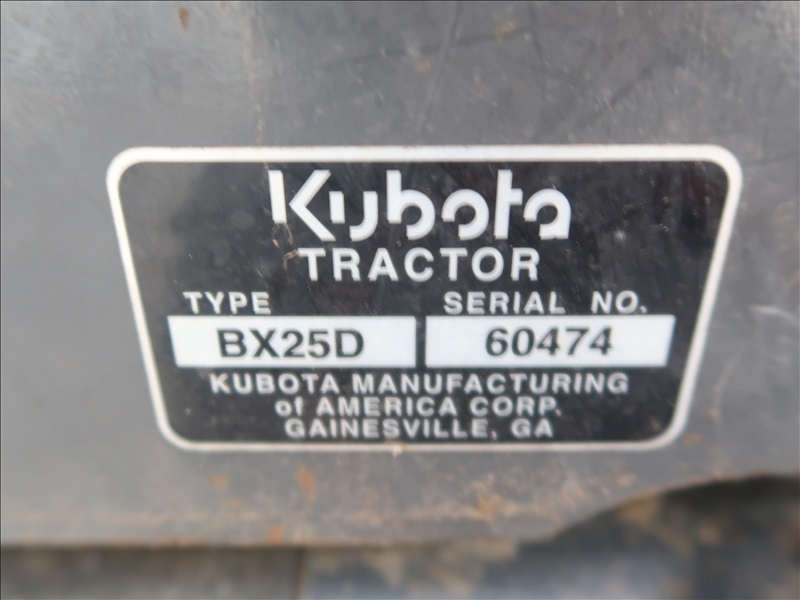 Kubota
TRACTOR
TYPE SERIAL NO.
BX25D 60474
KUBOTA MANUFACTURING
of AMERICA CORP.
GAINESVILLE, GA